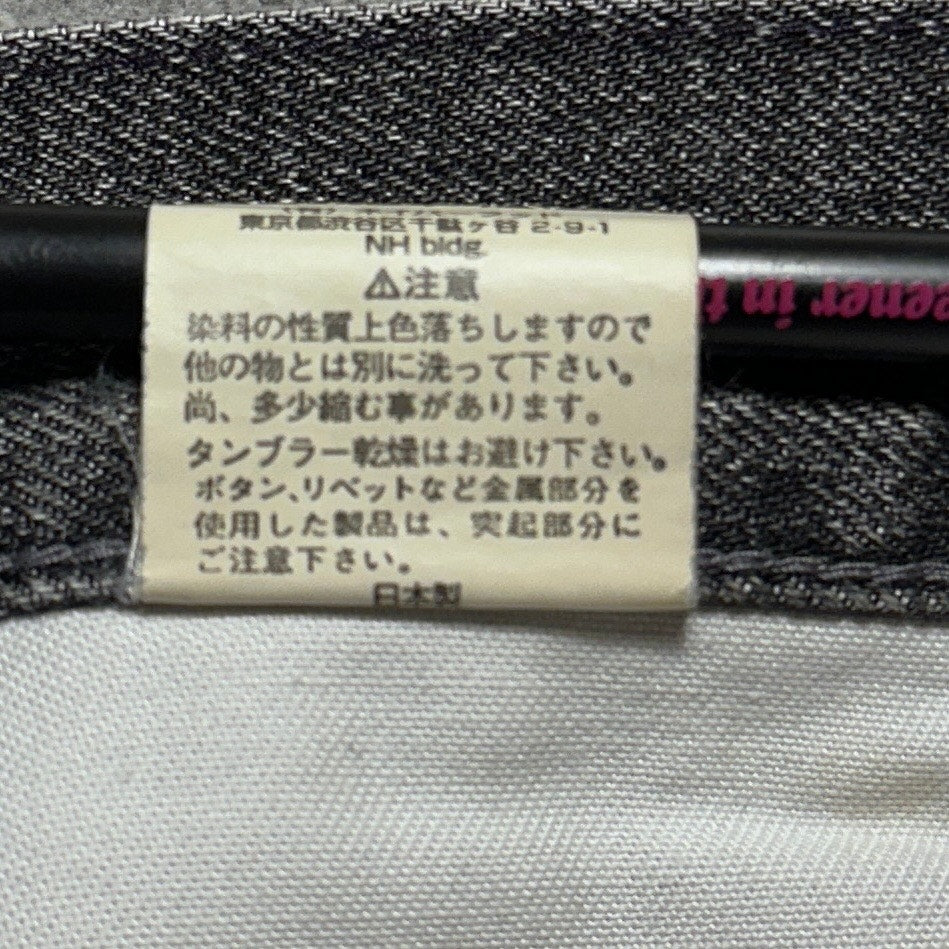 東京都渋谷区千駄ヶ谷 2-9-1
NH bldg.
⚠注意
染料の性質上色落ちしますので
他の物とは別に洗って下さい。
尚、多少縮む事があります。
タンブラー乾燥はお避け下さい。
ボタン、リベットなど金属部分を
使用した製品は、突起部分に
ご注意下さい。
日本製
eener in t